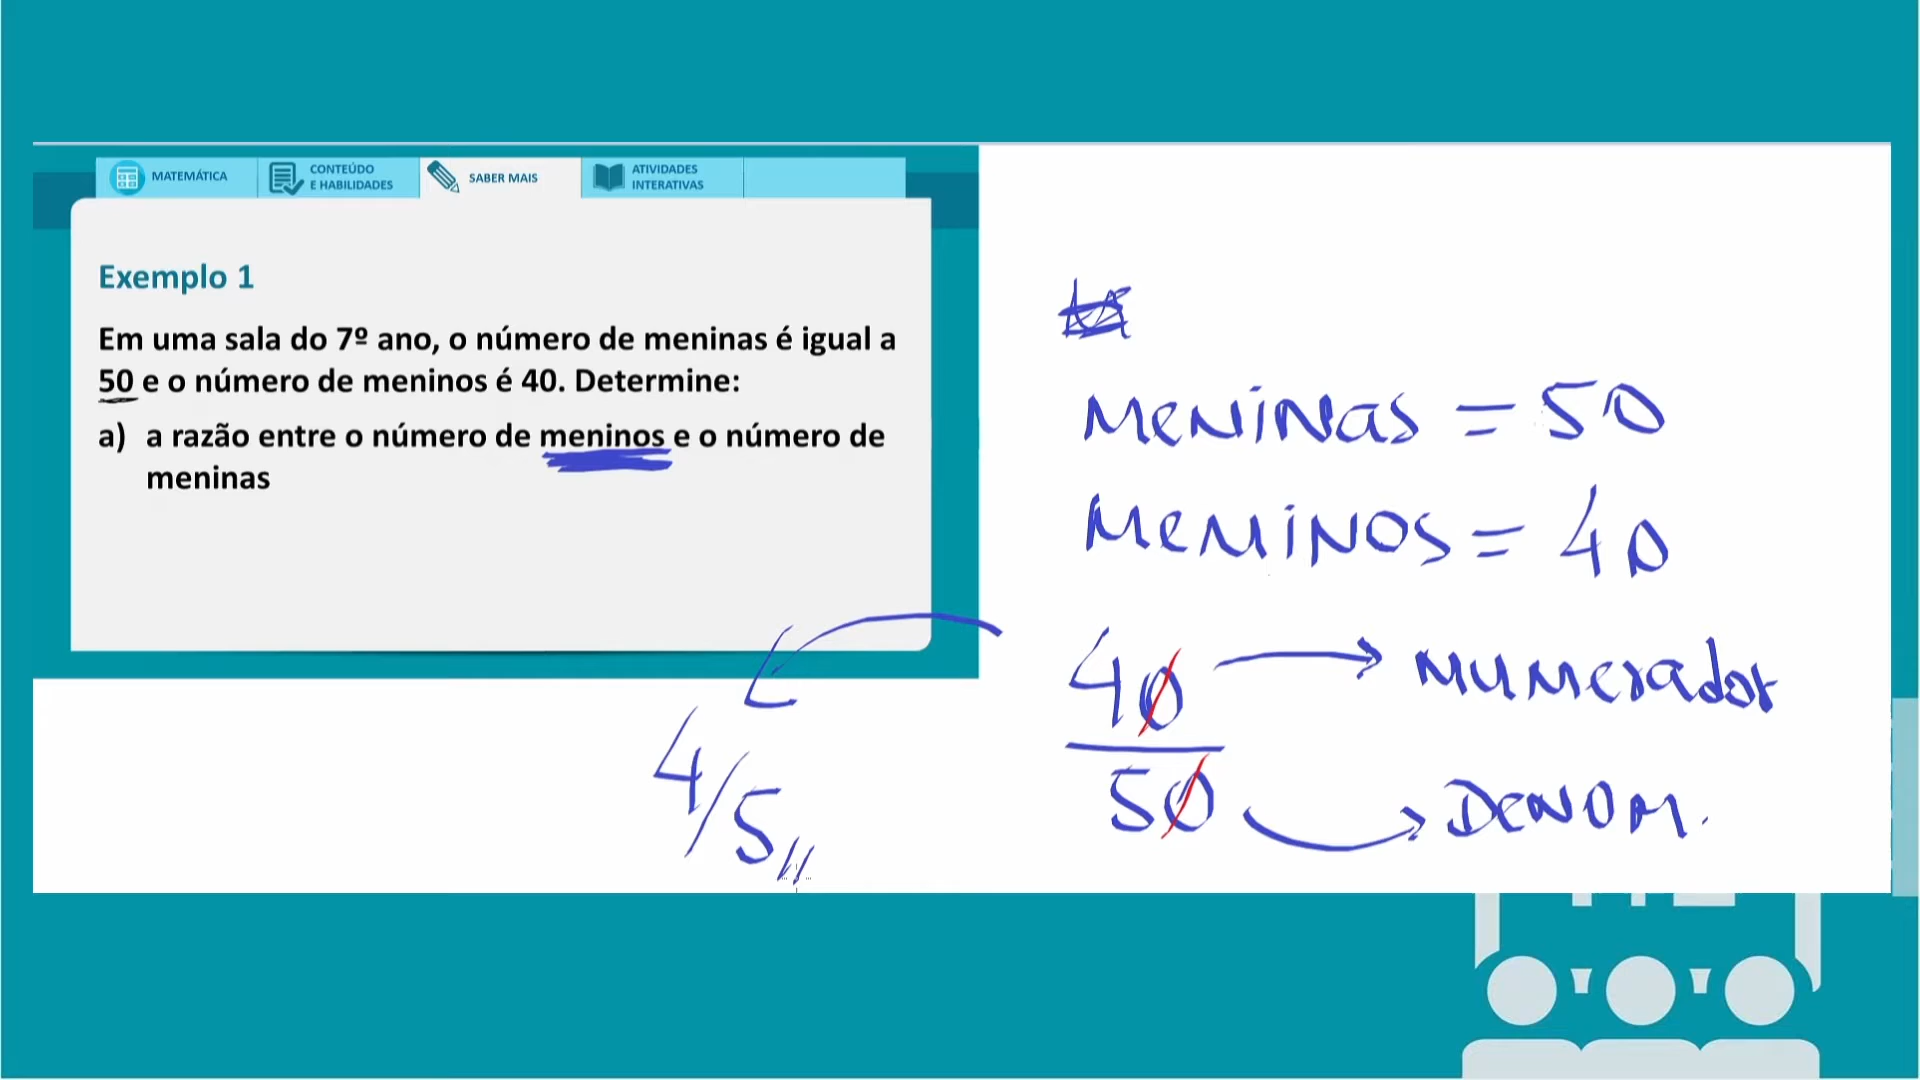 MATEMÁTICA
CONTEÚDO
E HABILIDADES
SABER MAIS
ATIVIDADES
INTERATIVAS
Exemplo 1
Em uma sala do 7º ano, o número de meninas é igual a
50 e o número de meninos é 40. Determine:
a) a razão entre o número de meninos e o número de
meninas
MENINAS = 50
MENINOS = 40
40 → NUMERADOR
50 → DENOM.
4/5